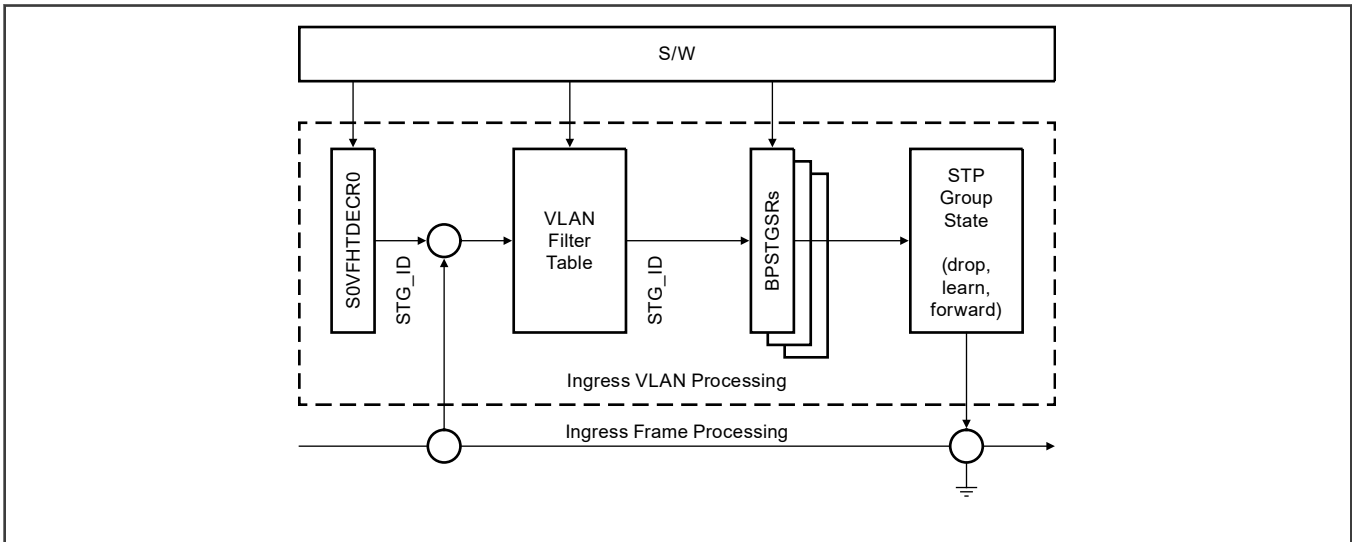 S/W
S0VFHTDECR0
STG_ID
VLAN
Filter
Table
STG_ID
BPSTGSRs
STP
Group
State
(drop,
learn,
forward)
Ingress VLAN Processing
Ingress Frame Processing